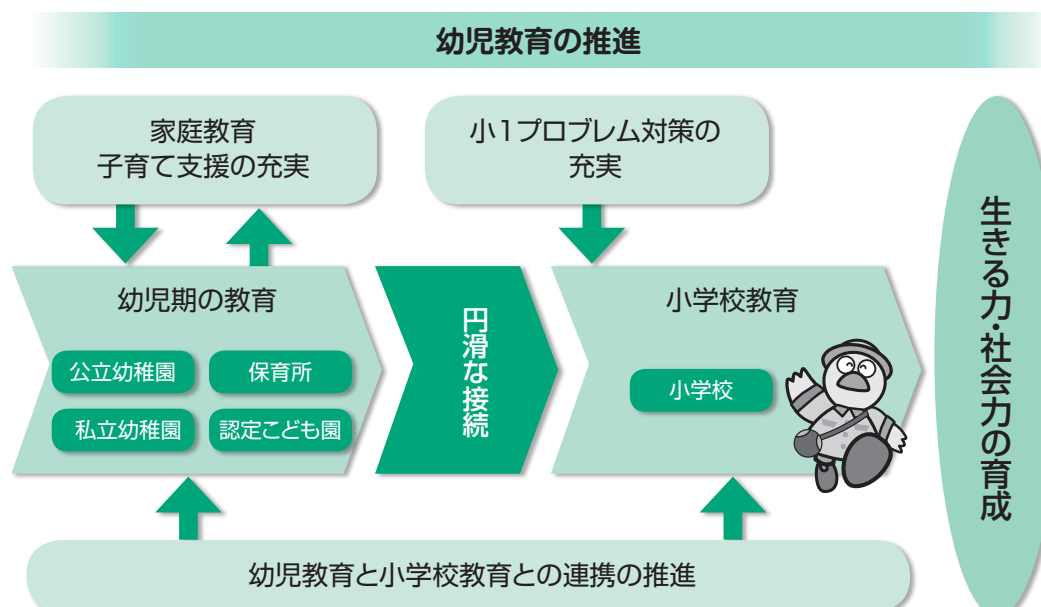 幼児教育の推進
家庭教育
子育て支援の充実
小1プロブレム対策の
充実
幼児期の教育
公立幼稚園
保育所
私立幼稚園
認定こども園
円滑な接続
小学校教育
小学校
生きる力・社会力の育成
幼児教育と小学校教育との連携の推進